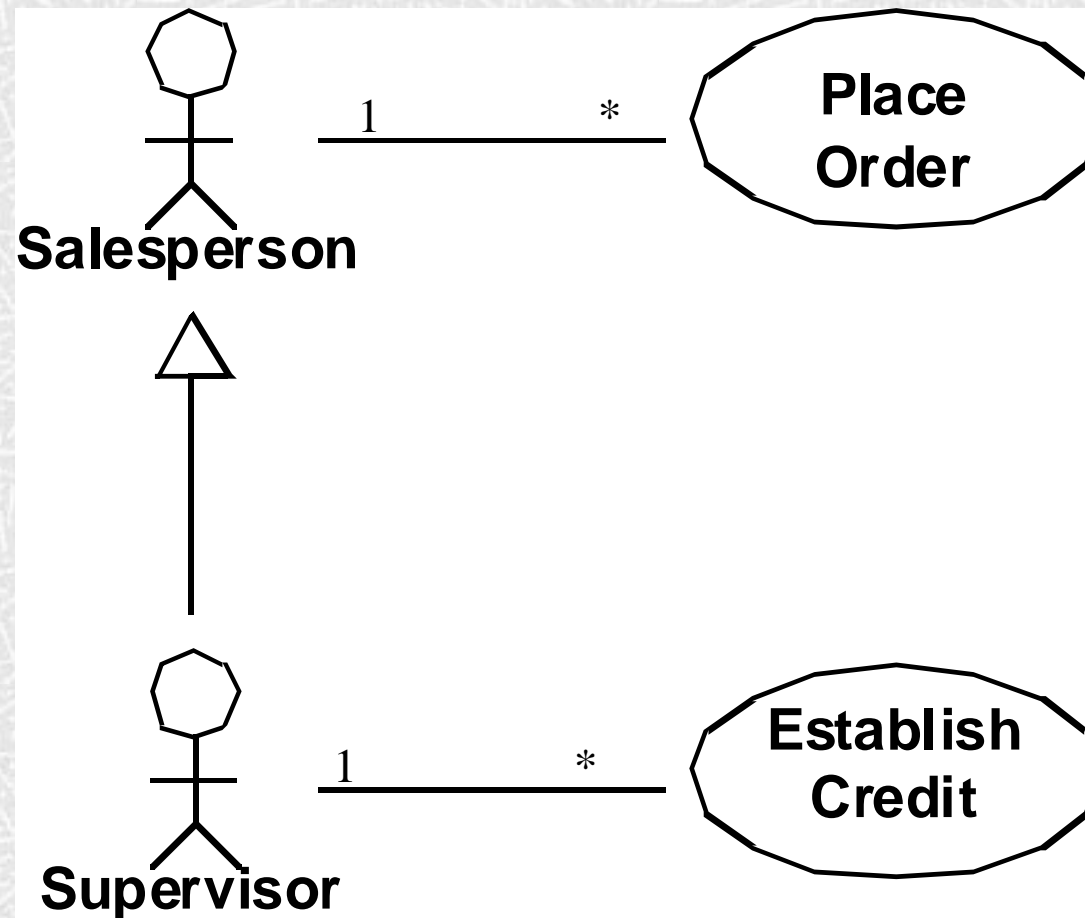 1 * Place
Order
Salesperson
1 * Establish
Credit
Supervisor